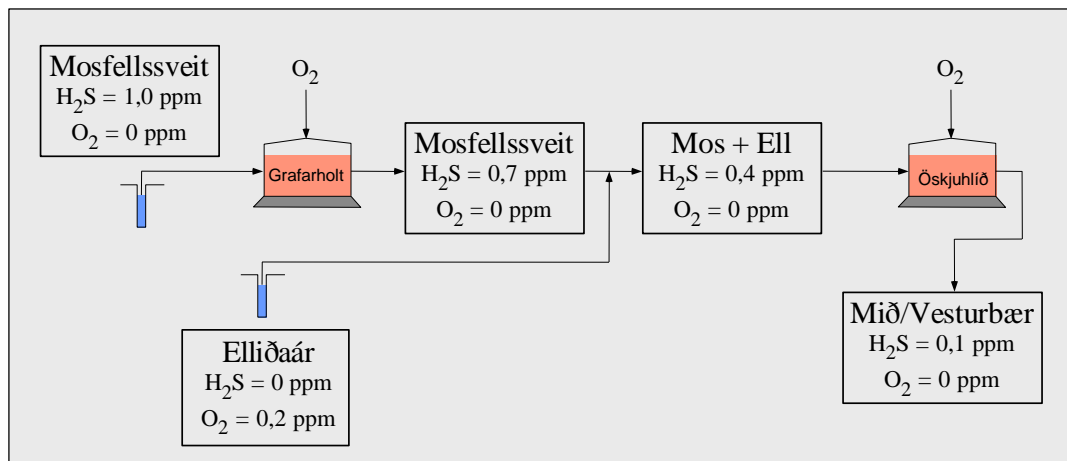 Mosfellssveit
H₂S = 1,0 ppm
O₂ = 0 ppm
O₂
Grafarholt
Mosfellssveit
H₂S = 0,7 ppm
O₂ = 0 ppm
Mos + Ell
H₂S = 0,4 ppm
O₂ = 0 ppm
O₂
Öskjuhlíð
Elliðaár
H₂S = 0 ppm
O₂ = 0,2 ppm
Mið/Vesturbær
H₂S = 0,1 ppm
O₂ = 0 ppm